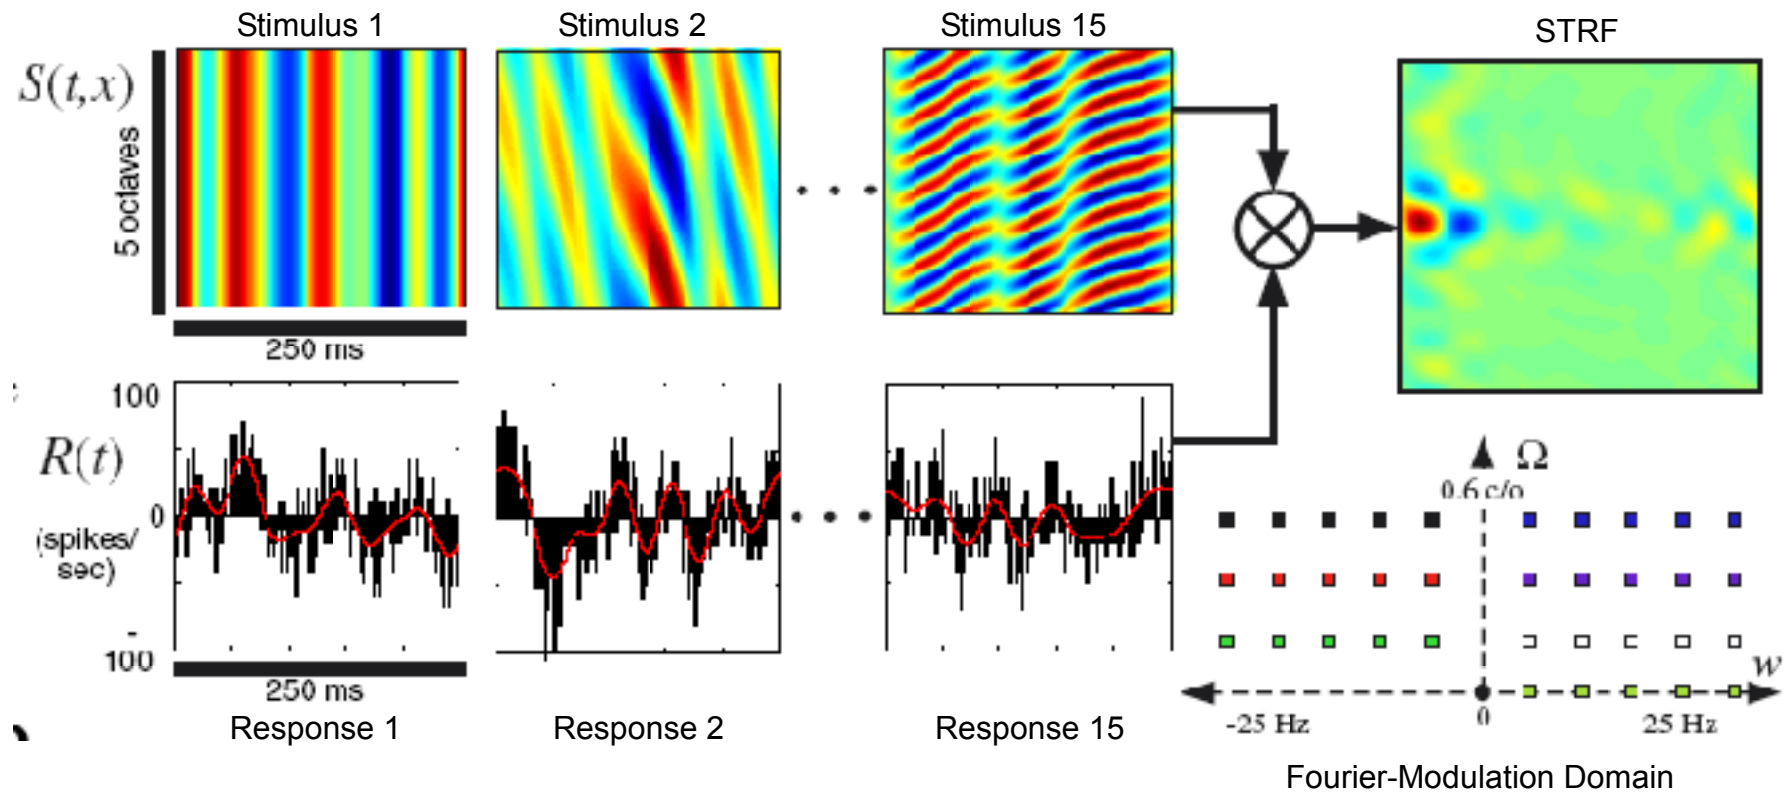 Stimulus 1
Stimulus 2
Stimulus 15
STRF
S(t,x)
5 octaves
250 ms
100
R(t)
0
(spikes/
sec)
-
100
250 ms
Response 1
Response 2
Response 15
Ω
0.6 c/o
w
-25 Hz
0
25 Hz
Fourier-Modulation Domain